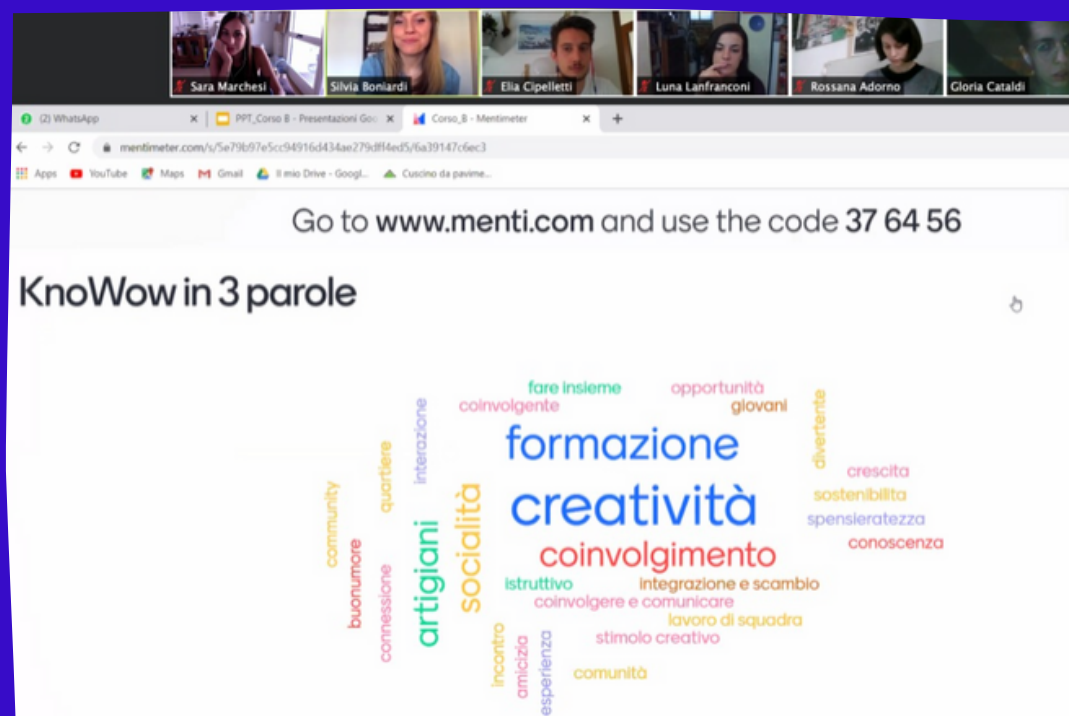 Sara Marchesi
Silvia Boniardi
Elia Cipelletti
Luna Lanfranconi
Rossana Adorno
Gloria Cataldi
(2) WhatsApp
PPT_Corso B - Presentazioni Goo
Corso_B - Mentimeter
mentimeter.com/s/5e79b97e5cc94916d434ae279dff4ed5/6a39147c6ec3
Apps YouTube Maps Gmail Il mio Drive - Googl... Cuscino da pavime...
Go to www.menti.com and use the code 37 64 56
KnoWow in 3 parole
fare insieme
opportunità
coinvolgente
giovani
interazione
divertente
formazione
quartiere
crescita
community
socialità
creatività
sostenibilita
spensieratezza
buonumore
artigiani
coinvolgimento
conoscenza
connessione
istruttivo
integrazione e scambio
coinvolgere e comunicare
lavoro di squadra
incontro
amicizia
esperienza
stimolo creativo
comunità